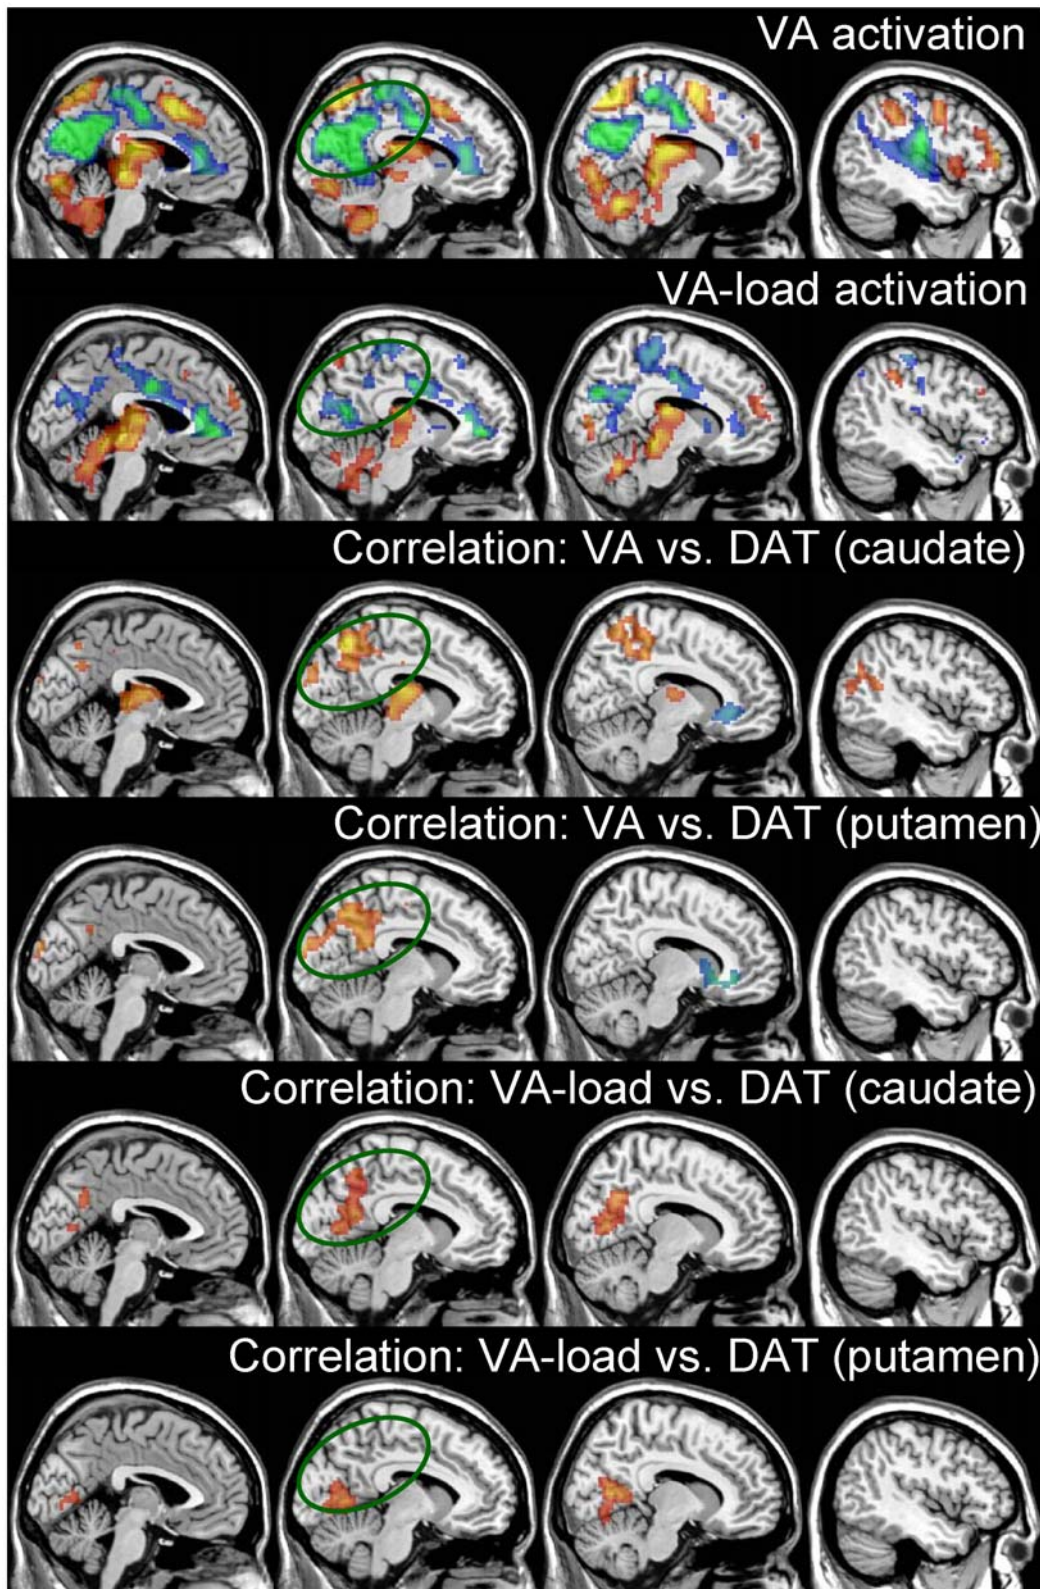 VA activation
VA-load activation
Correlation: VA vs. DAT (caudate)
Correlation: VA vs. DAT (putamen)
Correlation: VA-load vs. DAT (caudate)
Correlation: VA-load vs. DAT (putamen)